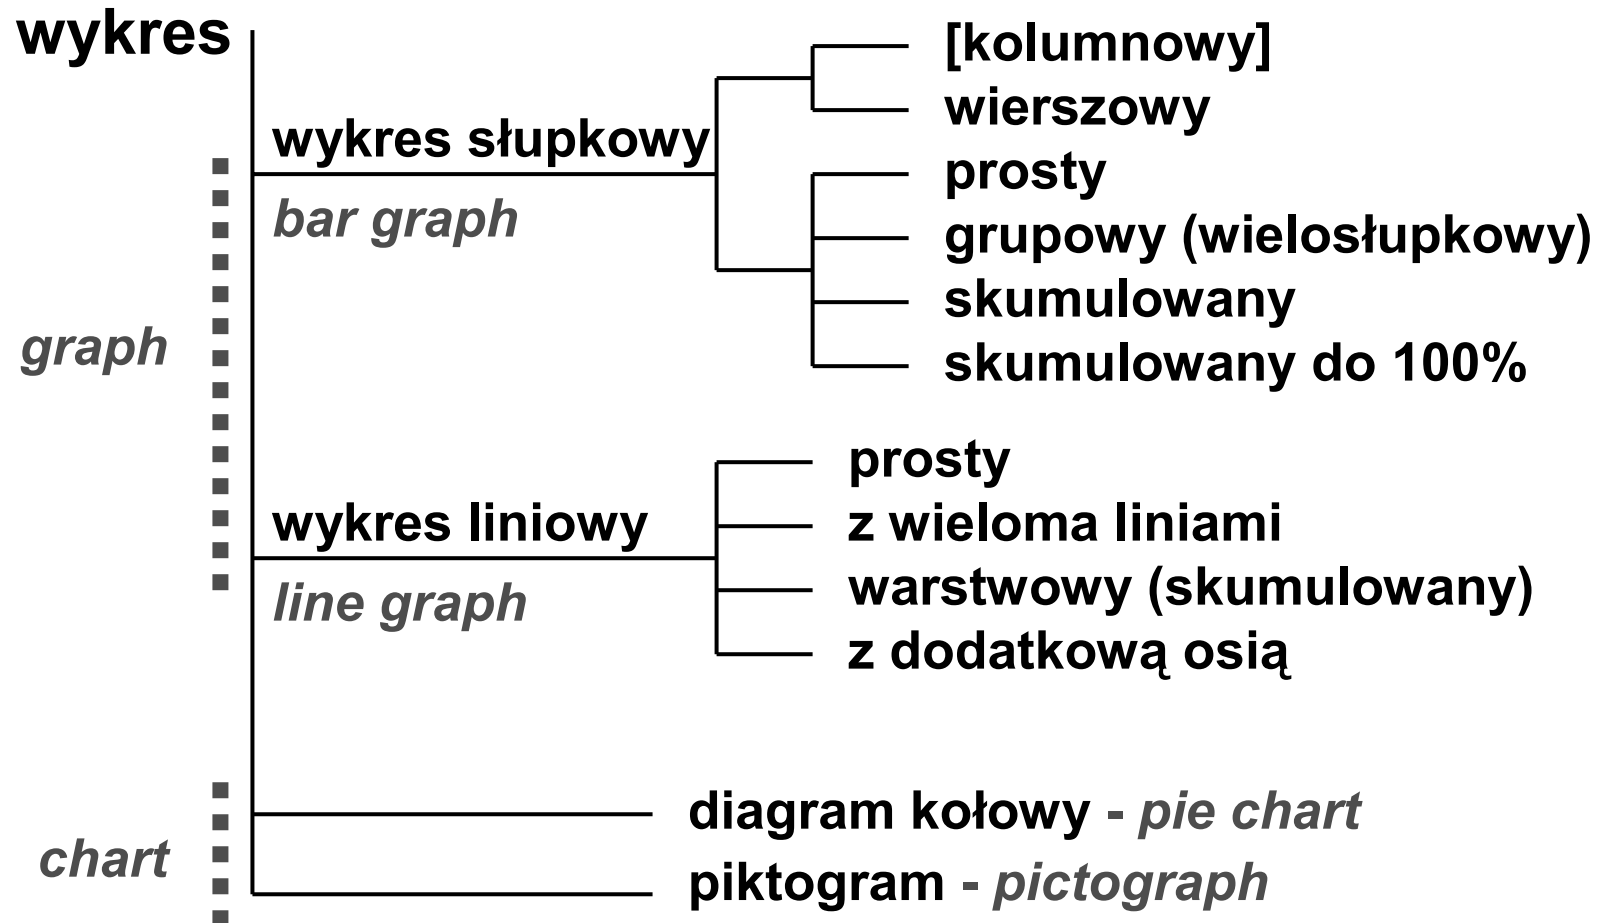 wykres
[kolumnowy]
wierszowy
wykres słupkowy
prosty
bar graph
grupowy (wielosłupkowy)
skumulowany
graph
skumulowany do 100%
prosty
wykres liniowy
z wieloma liniami
line graph
warstwowy (skumulowany)
z dodatkową osią
diagram kołowy - pie chart
chart
piktogram - pictograph